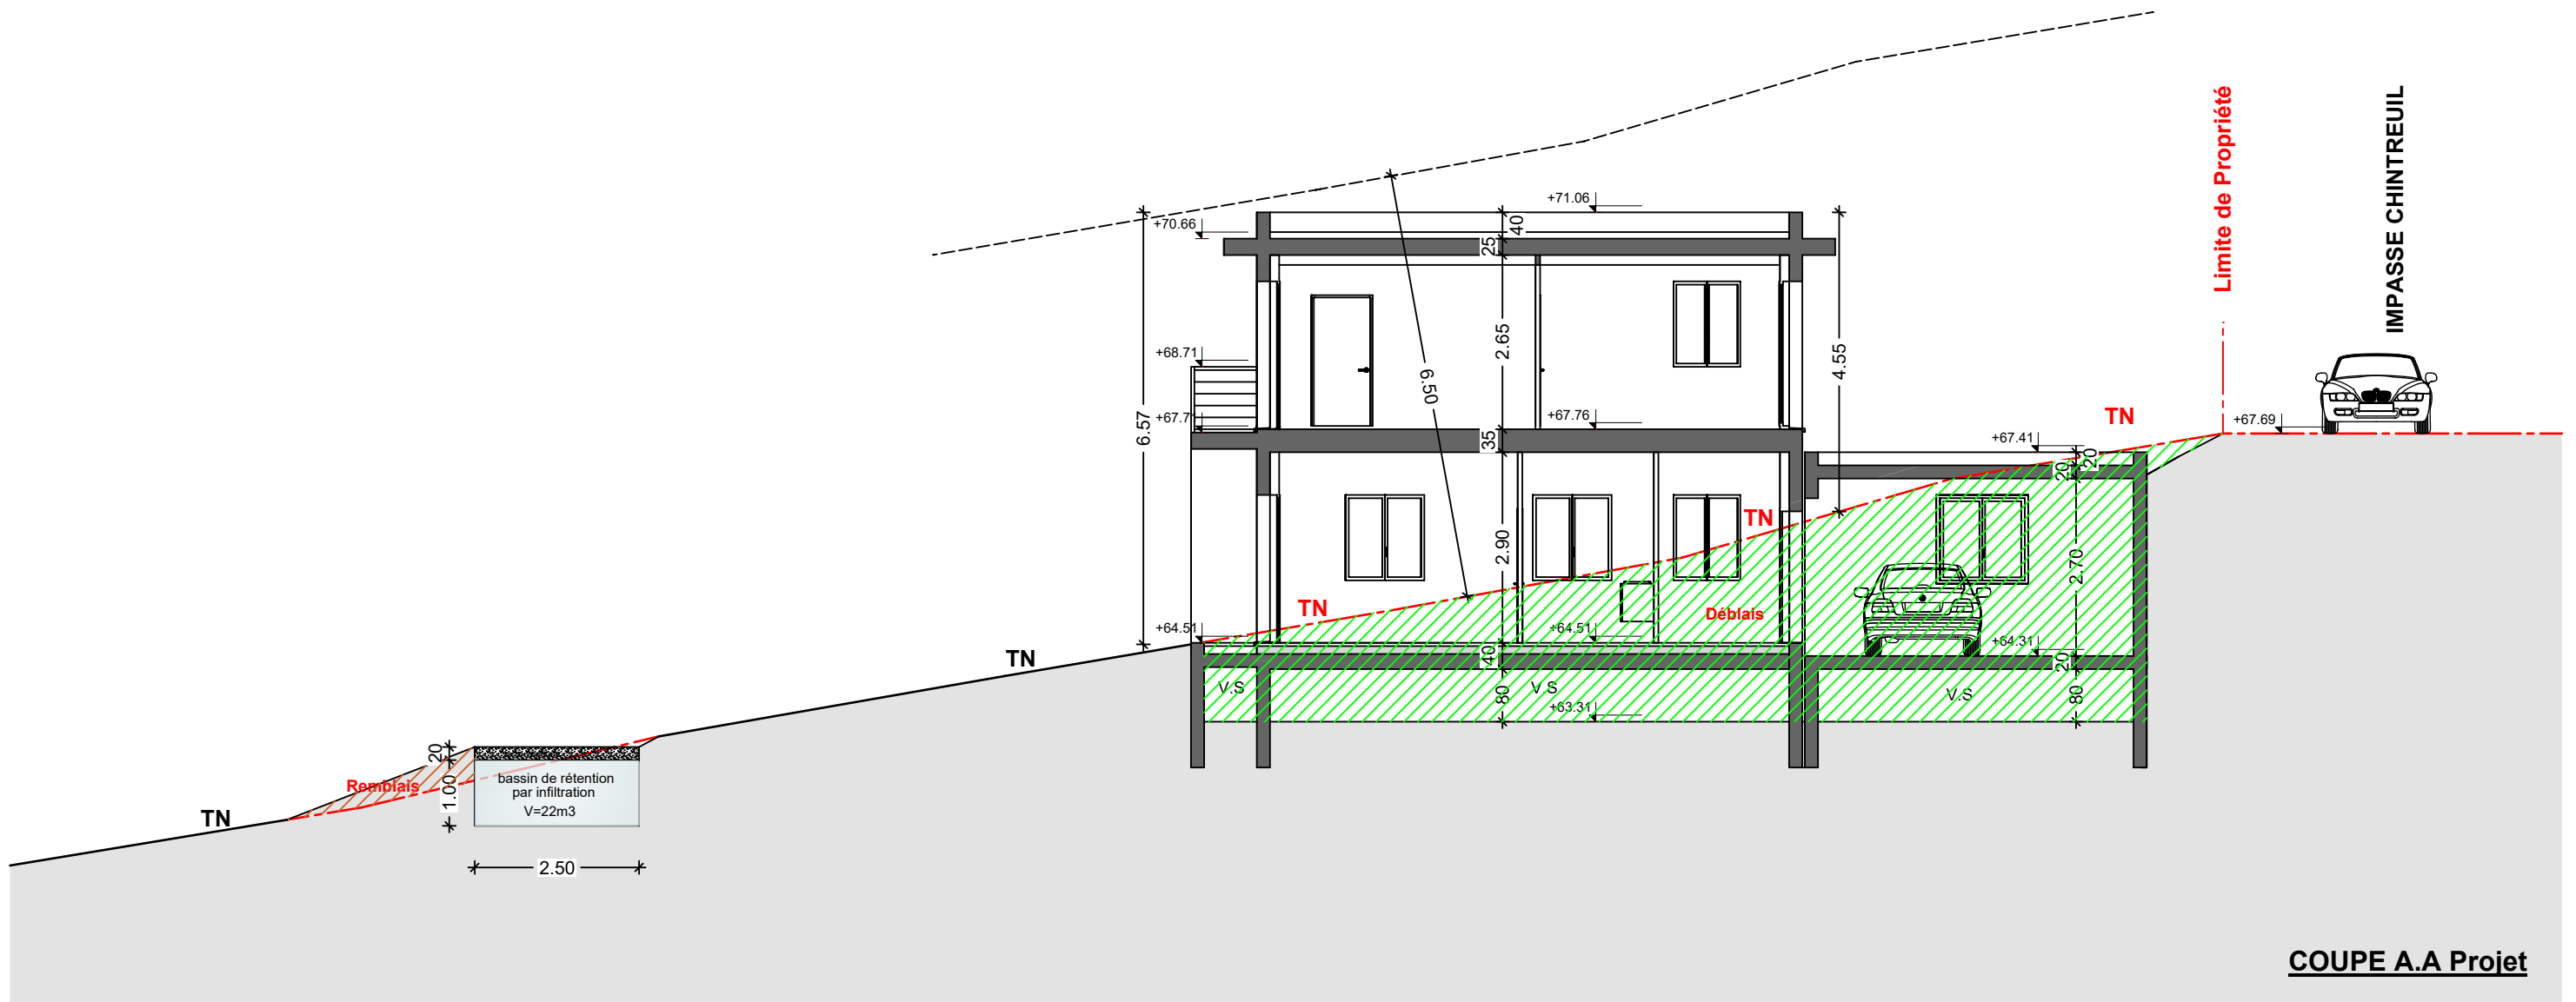 Limite de Propriété
IMPASSE CHINTREUIL
+71.06
+70.66
40
25
2.65
6.50
4.55
6.57
+68.71
+67.71
+67.76
35
TN
+67.69
+67.41
20
20
TN
2.90
2.70
TN
Déblais
+64.51
+64.51
+64.31
40
20
TN
V.S
V.S
V.S
80
80
+63.31
20
1.00
Remblais
bassin de rétention
par infiltration
V=22m3
TN
2.50
COUPE A.A Projet